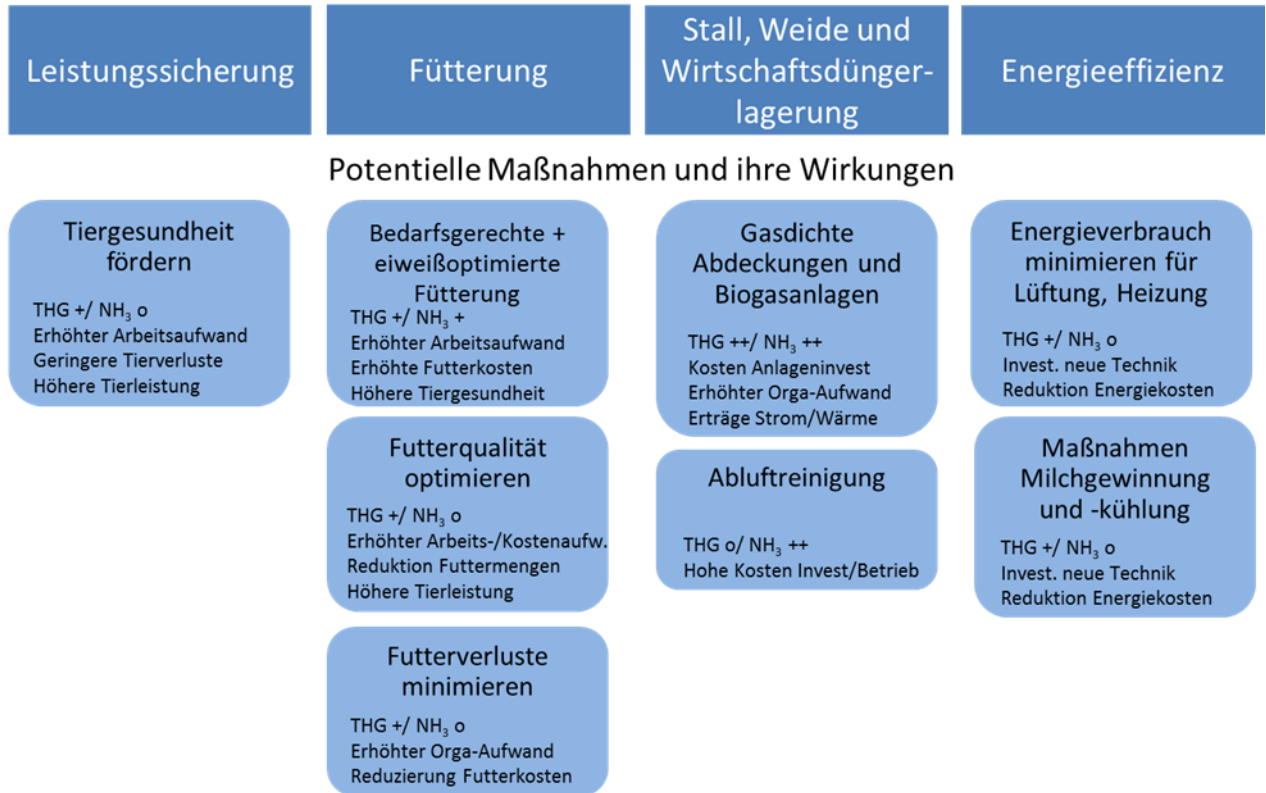 Leistungssicherung
Fütterung
Stall, Weide und
Wirtschaftsdünger-
lagerung
Energieeffizienz
Potentielle Maßnahmen und ihre Wirkungen
Tiergesundheit
fördern
THG +/ NH₃ o
Erhöhter Arbeitsaufwand
Geringere Tierverluste
Höhere Tierleistung
Bedarfsgerechte +
eiweißoptimierte
Fütterung
THG +/ NH₃ +
Erhöhter Arbeitsaufwand
Erhöhte Futterkosten
Höhere Tiergesundheit
Futterqualität
optimieren
THG +/ NH₃ o
Erhöhter Arbeits-/Kostenaufw.
Reduktion Futtermengen
Höhere Tierleistung
Futterverluste
minimieren
THG +/ NH₃ o
Erhöhter Orga-Aufwand
Reduzierung Futterkosten
Gasdichte
Abdeckungen und
Biogasanlagen
THG ++/ NH₃ ++
Kosten Anlageninvest
Erhöhter Orga-Aufwand
Erträge Strom/Wärme
Abluftreinigung
THG o/ NH₃ ++
Hohe Kosten Invest/Betrieb
Energieverbrauch
minimieren für
Lüftung, Heizung
THG +/ NH₃ o
Invest. neue Technik
Reduktion Energiekosten
Maßnahmen
Milchgewinnung
und -kühlung
THG +/ NH₃ o
Invest. neue Technik
Reduktion Energiekosten